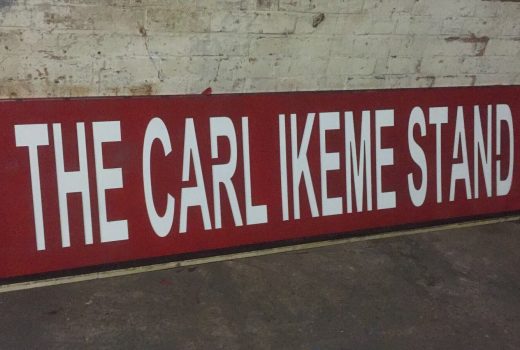 THE CARL IKEME STAND